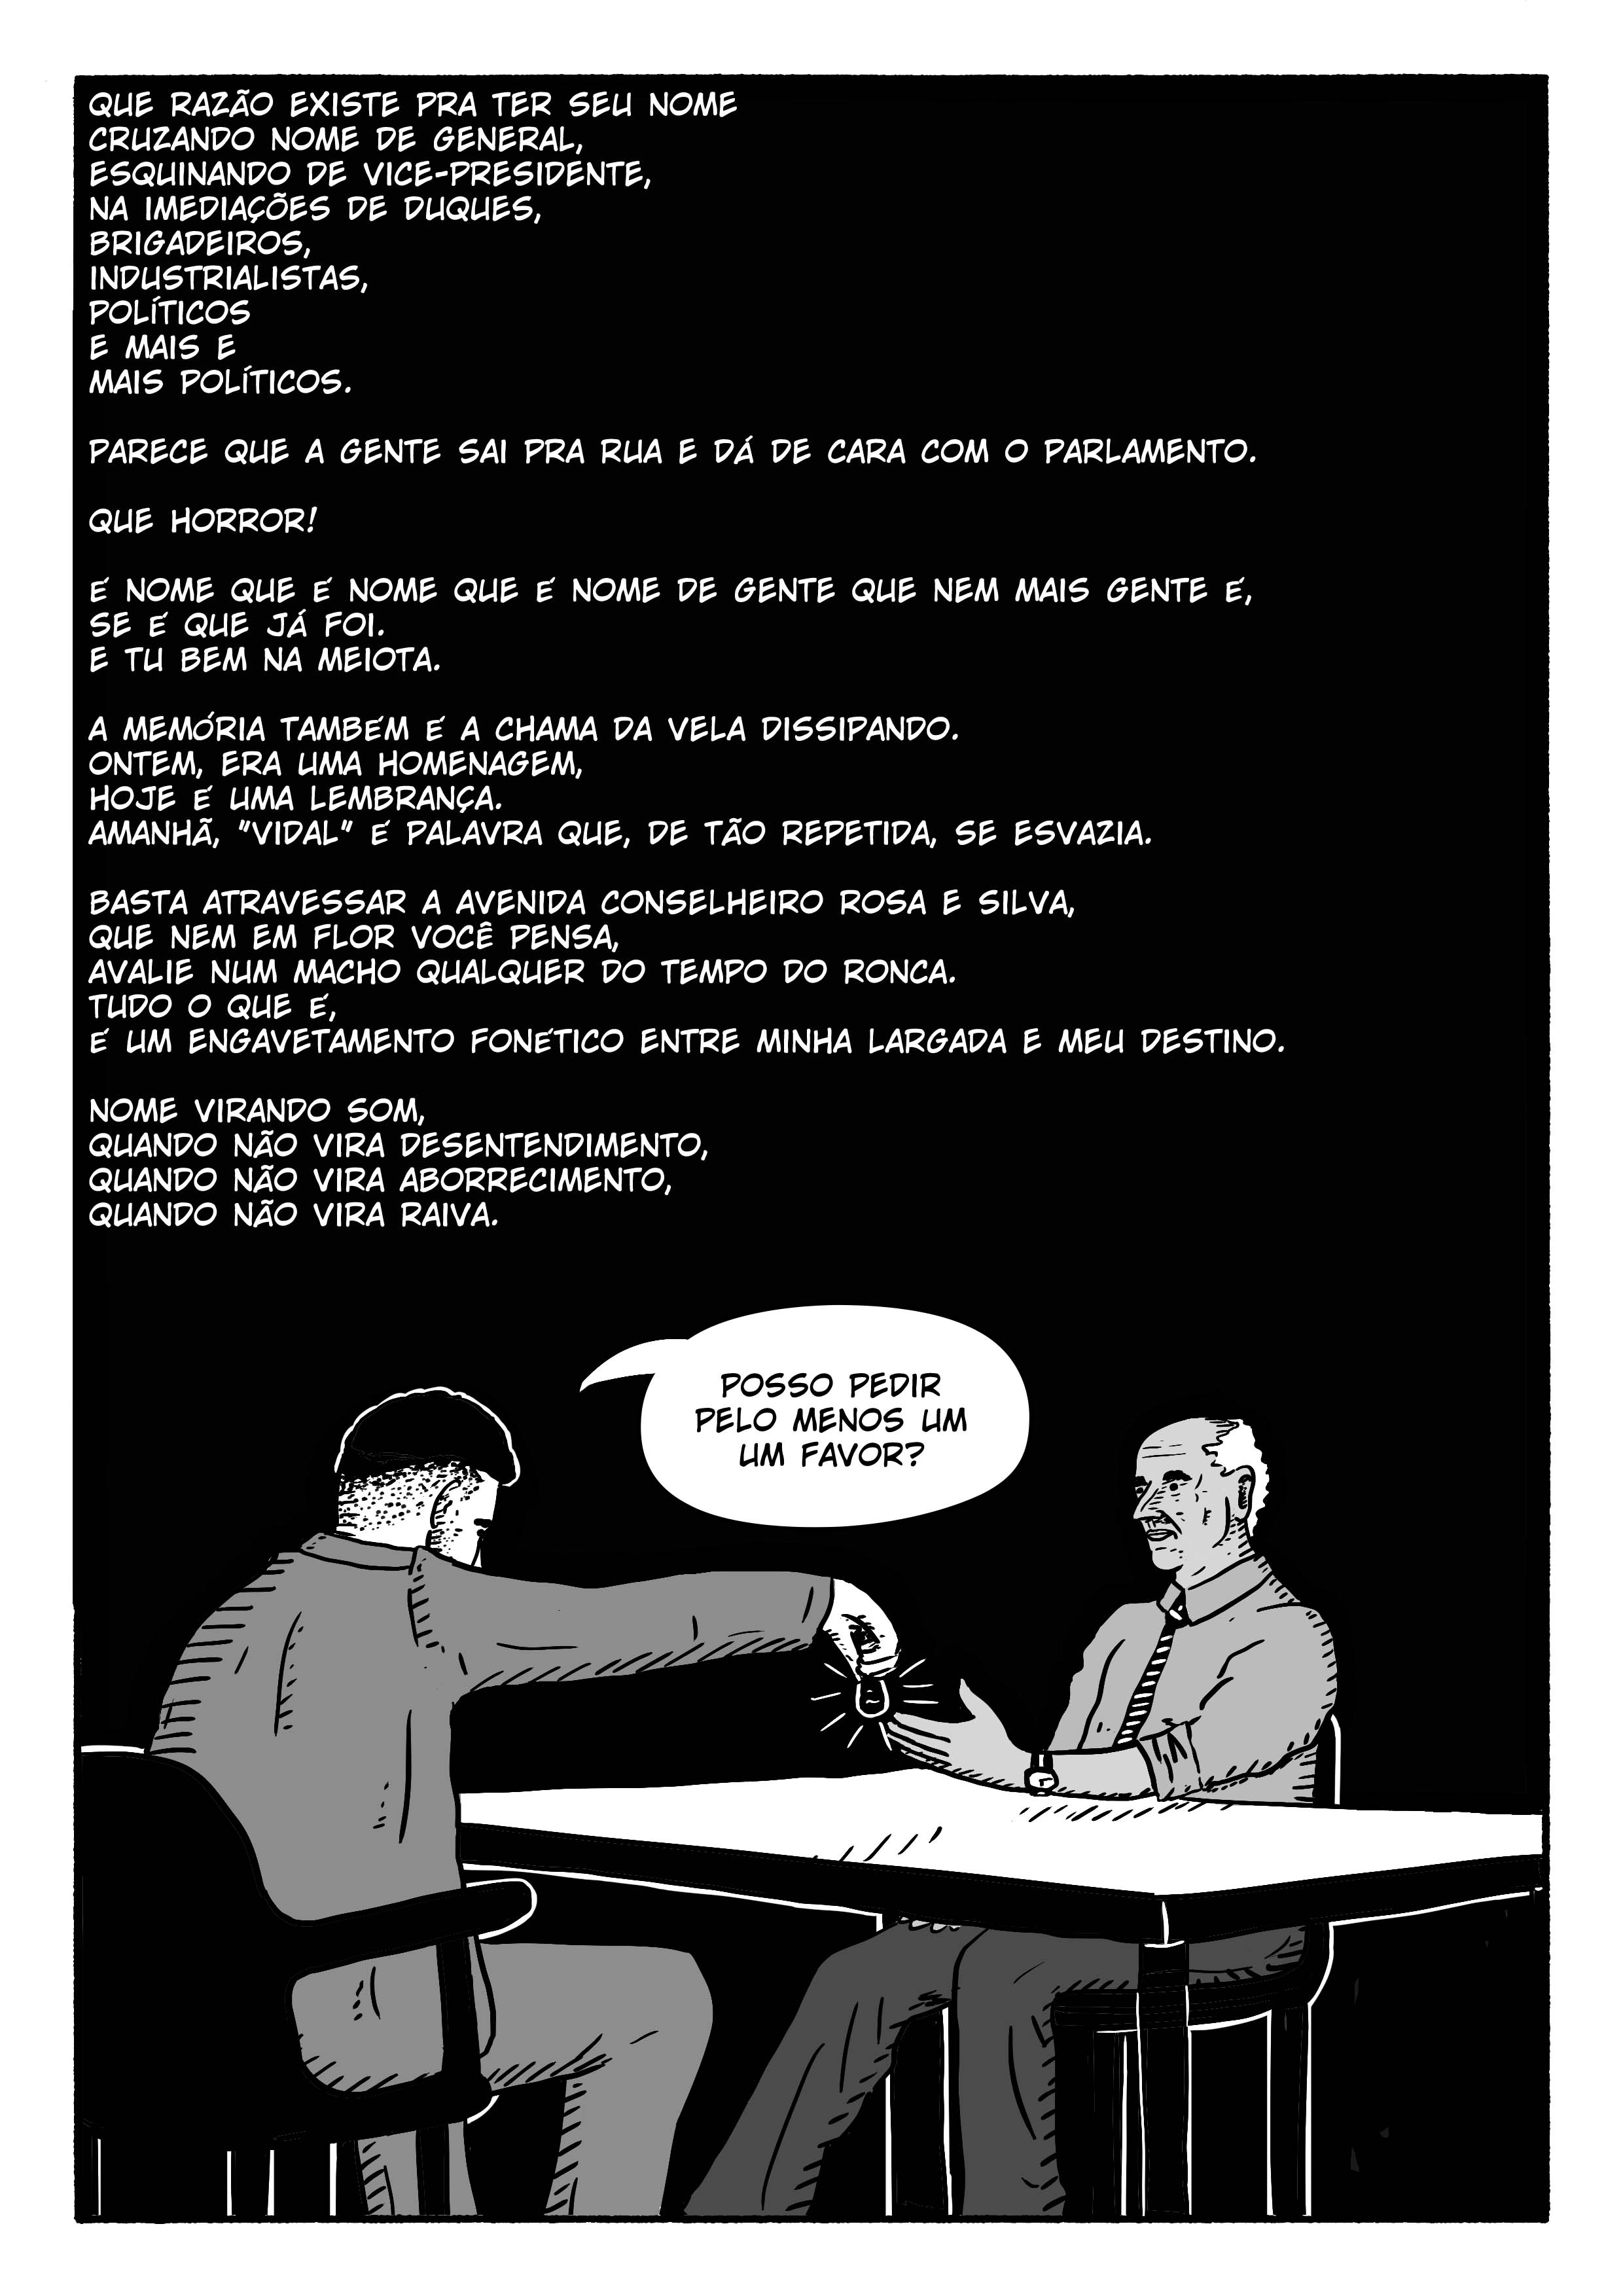 QUE RAZÃO EXISTE PRA TER SEU NOME
CRUZANDO NOME DE GENERAL,
ESQUINANDO DE VICE-PRESIDENTE,
NA IMEDIAÇÕES DE DUQUES,
BRIGADEIROS,
INDUSTRIALISTAS,
POLÍTICOS
E MAIS E
MAIS POLÍTICOS.
PARECE QUE A GENTE SAI PRA RUA E DÁ DE CARA COM O PARLAMENTO.
QUE HORROR!
É NOME QUE É NOME QUE É NOME DE GENTE QUE NEM MAIS GENTE É,
SE É QUE JÁ FOI.
E TU BEM NA MEIOTA.
A MEMÓRIA TAMBÉM É A CHAMA DA VELA DISSIPANDO.
ONTEM, ERA UMA HOMENAGEM,
HOJE É UMA LEMBRANÇA.
AMANHÃ, "VIDAL" É PALAVRA QUE, DE TÃO REPETIDA, SE ESVAZIA.
BASTA ATRAVESSAR A AVENIDA CONSELHEIRO ROSA E SILVA,
QUE NEM EM FLOR VOCÊ PENSA,
AVALIE NUM MACHO QUALQUER DO TEMPO DO RONCA.
TUDO O QUE É,
É UM ENGAVETAMENTO FONÉTICO ENTRE MINHA LARGADA E MEU DESTINO.
NOME VIRANDO SOM,
QUANDO NÃO VIRA DESENTENDIMENTO,
QUANDO NÃO VIRA ABORRECIMENTO,
QUANDO NÃO VIRA RAIVA.
POSSO PEDIR
PELO MENOS UM
UM FAVOR?